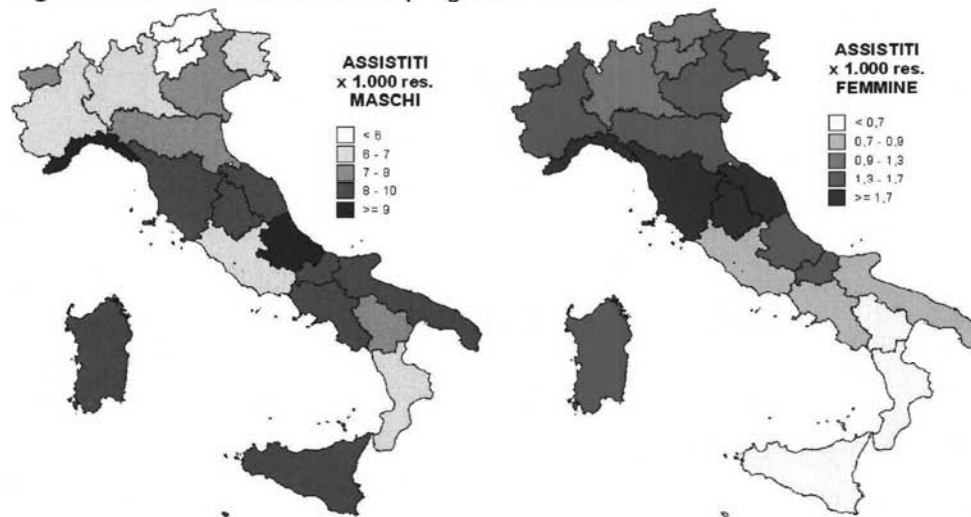 ASSISTITI
x 1.000 res.
MASCHI
< 6
6 - 7
7 - 8
8 - 10
>= 9
ASSISTITI
x 1.000 res.
FEMMINE
< 0,7
0,7 - 0,9
0,9 - 1,3
1,3 - 1,7
>= 1,7